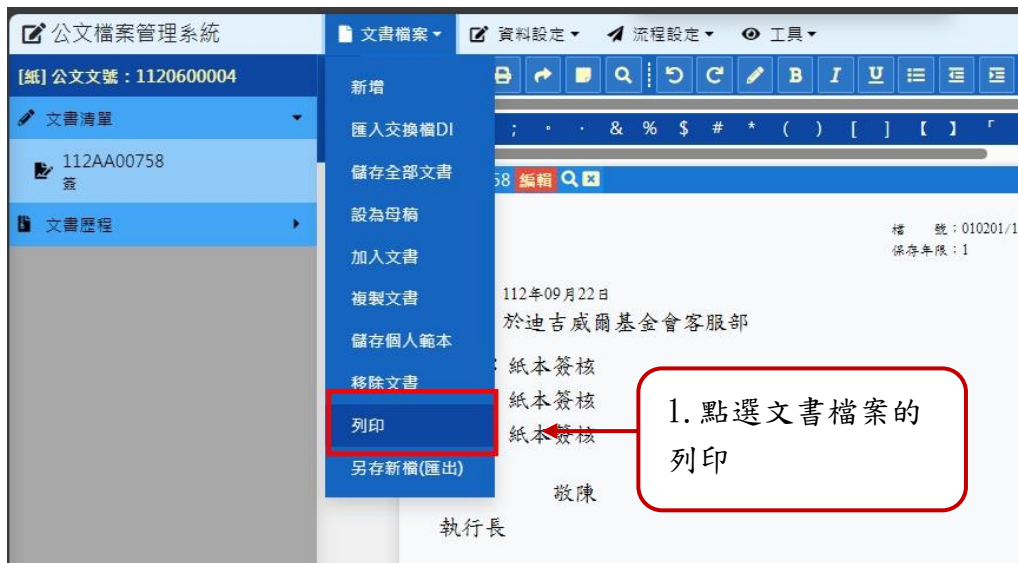 公文檔案管理系統
文書檔案 資料設定 流程設定 工具
[紙]公文文號：1120600004
B I U
文書清單
; 。 · & % $ # * ( ) [ ] 【 】 「
112AA00758
簽
文書歷程
新增
匯入交換檔DI
儲存全部文書
設為母稿
加入文書
複製文書
儲存個人範本
移除文書
列印
另存新檔(匯出)
58 編輯
檔 號：010201/1
保存年限：1
112年09月22日
於迪吉威爾基金會客服部
：紙本簽核
紙本簽核
紙本簽核
敬陳
執行長
1.點選文書檔案的
列印